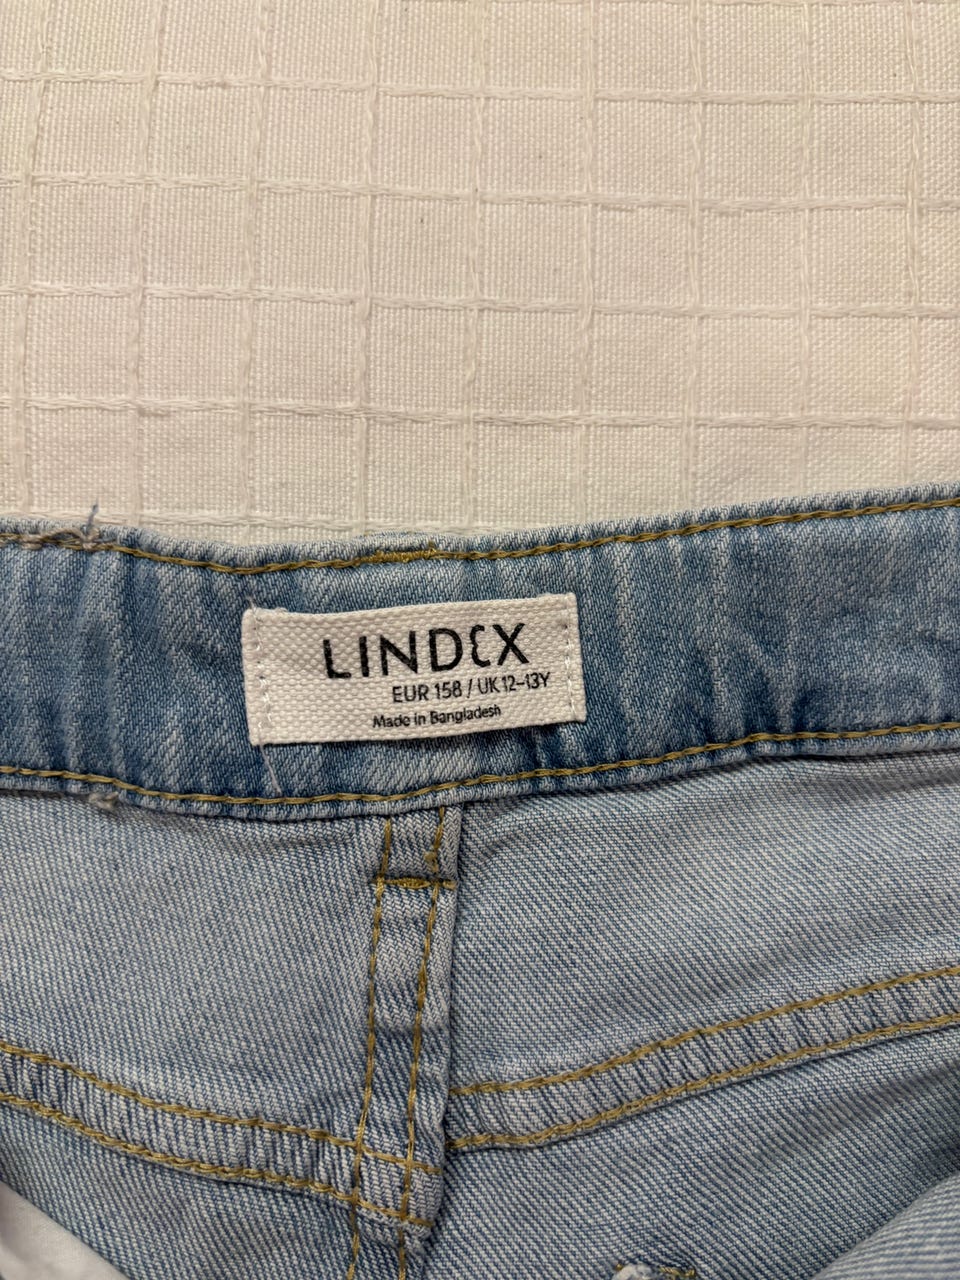 LINDEX
EUR 158 / UK 12-13Y
Made in Bangladesh